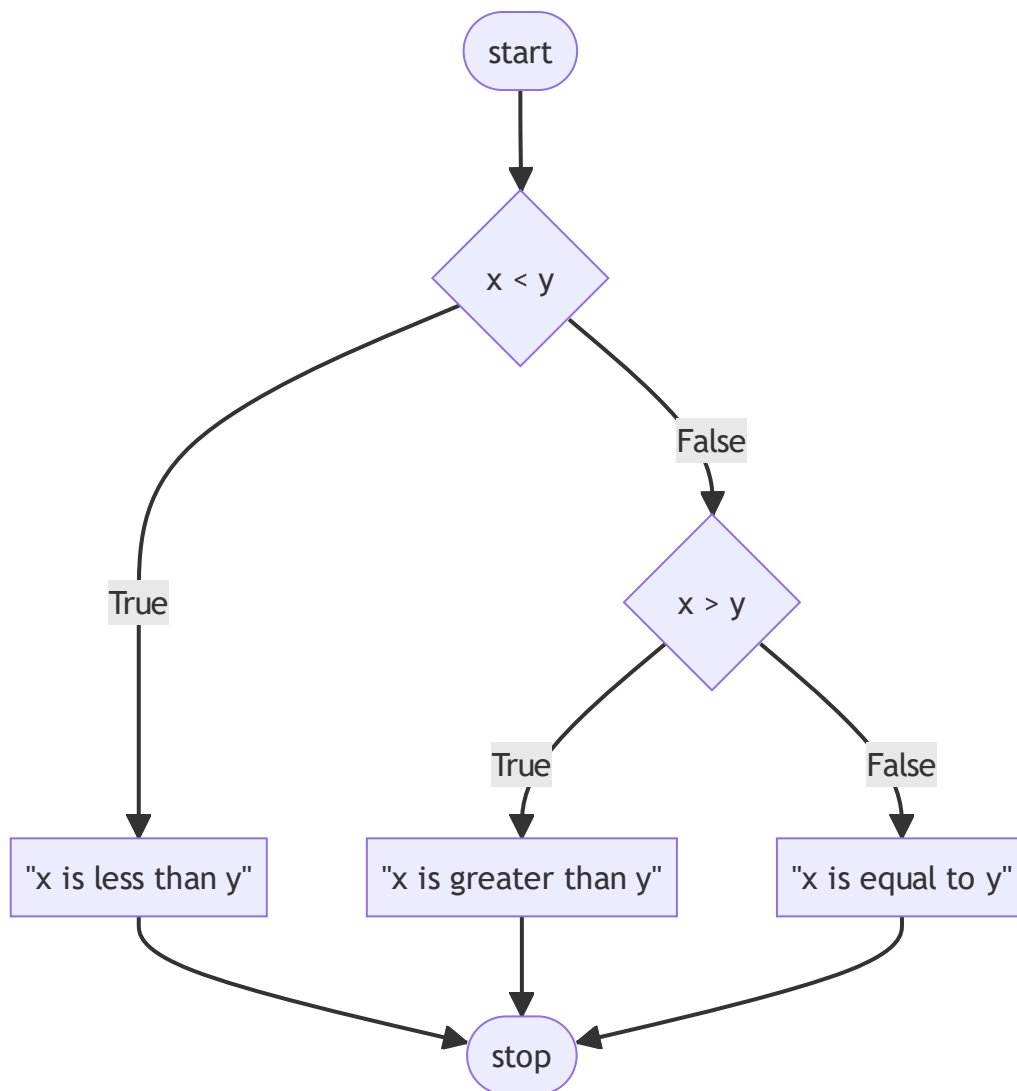 start
x < y
False
True
x > y
True
False
"x is less than y"
"x is greater than y"
"x is equal to y"
stop